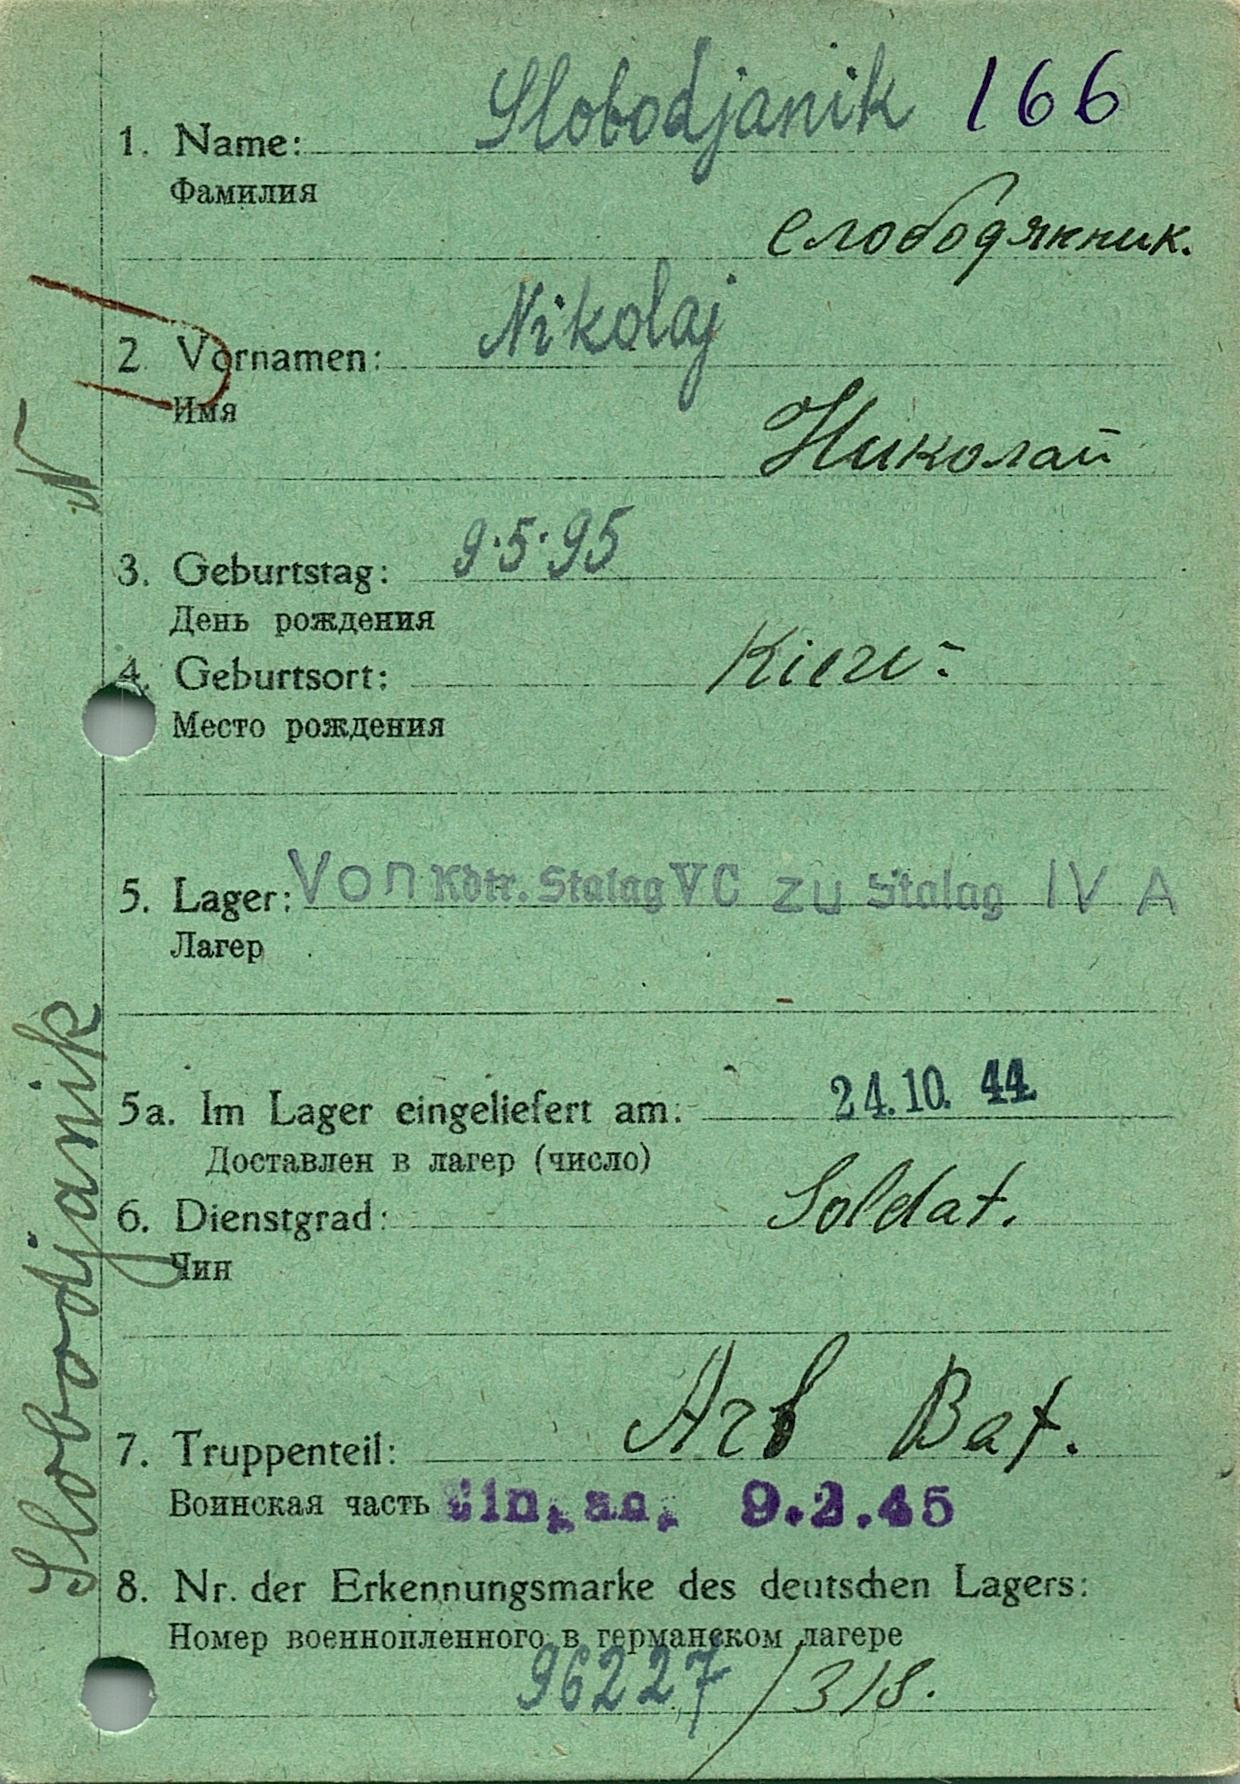 Slobodjanik 166
1. Name:
Фамилия
слободянник.
Nikolaj
2. Vornamen:
Имя
Николай
N
9.5.95
3. Geburtstag:
День рождения
4. Geburtsort: Kiew
Место рождения
5. Lager: Von Kdtr. Stalag VC zu Stalag IV A
Лагер
24.10.44
5a. Im Lager eingeliefert am:
Доставлен в лагер (число)
6. Dienstgrad: Soldat.
Чин
Slobodjanik
7. Truppenteil: Arb Bat.
Воинская часть 9.2.45
8. Nr. der Erkennungsmarke des deutschen Lagers:
Номер военнопленного в германском лагере
96227 / 318.